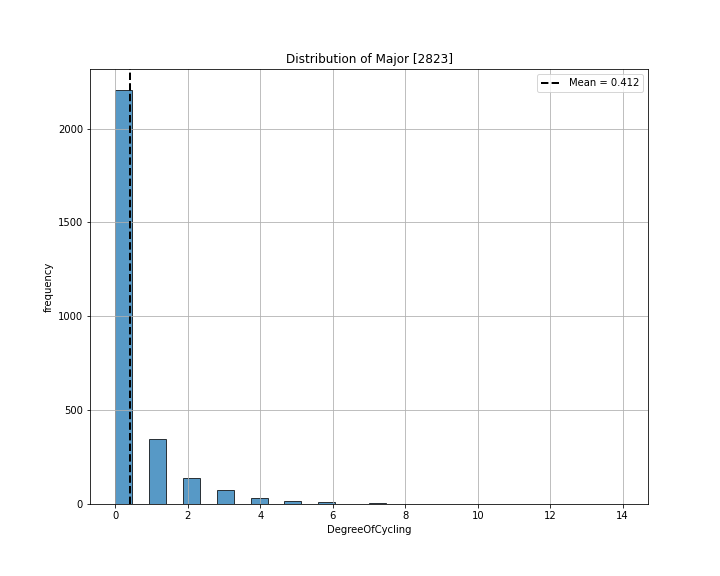 Distribution of Major [2823]
Mean = 0.412
2000
1500
1000
500
0
frequency
0 2 4 6 8 10 12 14
DegreeOfCycling